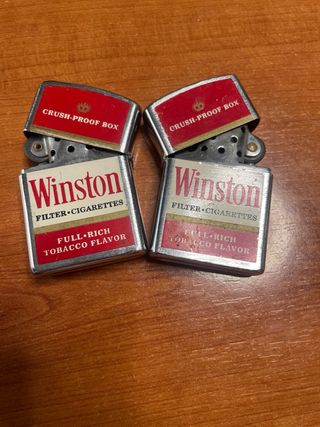 CRUSH-PROOF BOX
Winston
FILTER•CIGARETTES
FULL•RICH
TOBACCO FLAVOR
CRUSH-PROOF BOX
Winston
FILTER•CIGARETTES
FULL•RICH
TOBACCO FLAVOR